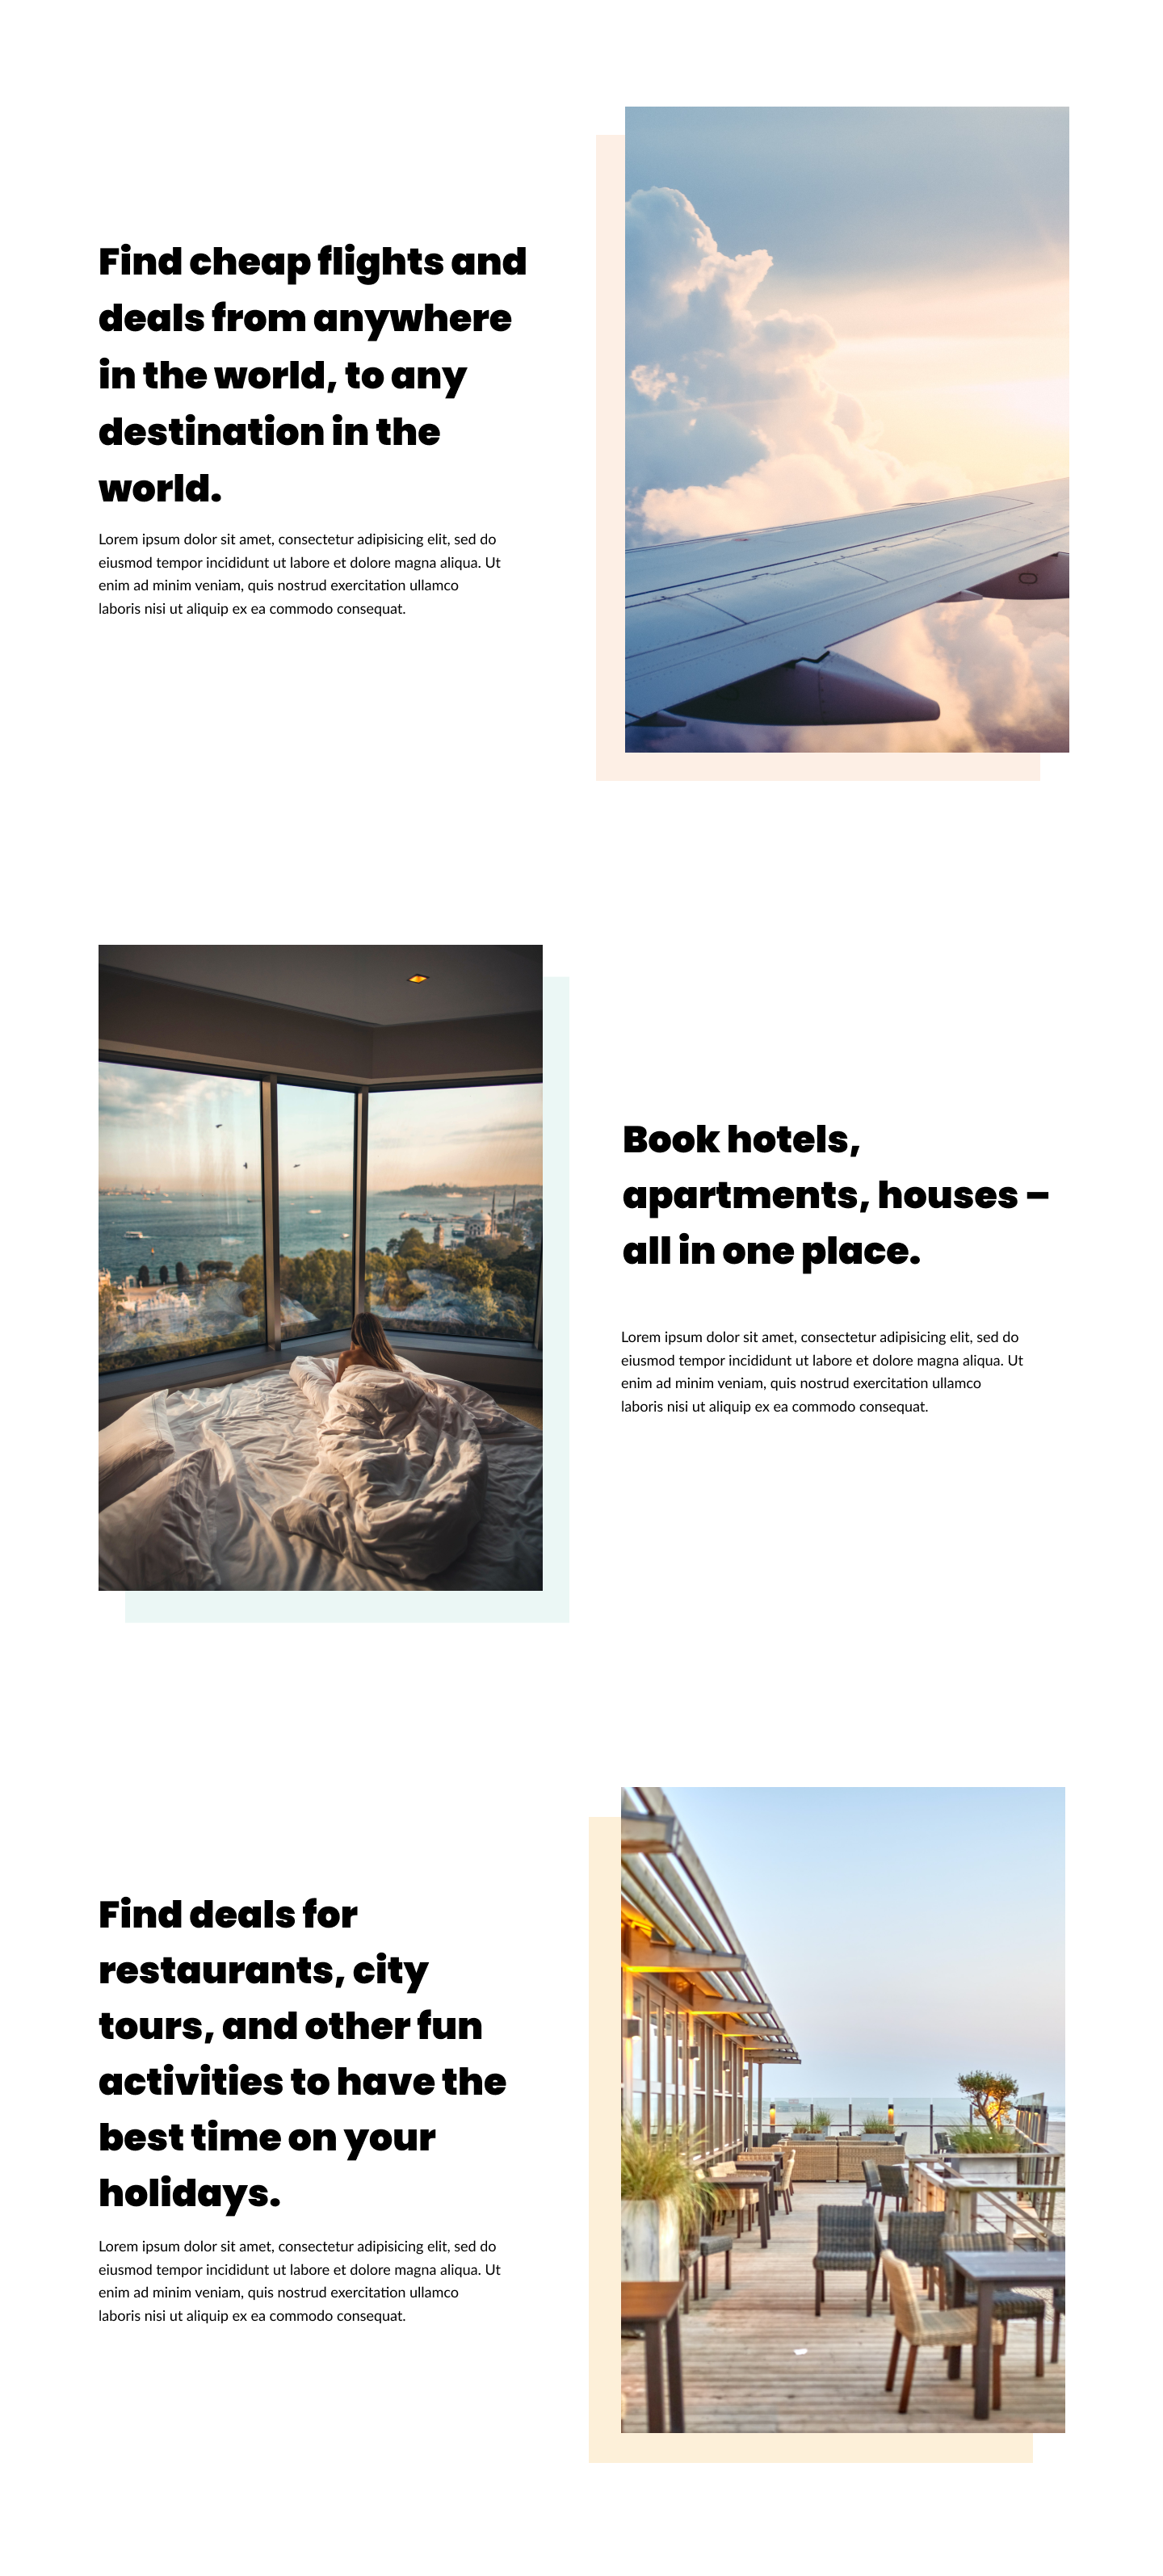 Find cheap flights and
deals from anywhere
in the world, to any
destination in the
world.
Lorem ipsum dolor sit amet, consectetur adipisicing elit, sed do
eiusmod tempor incididunt ut labore et dolore magna aliqua. Ut
enim ad minim veniam, quis nostrud exercitation ullamco
laboris nisi ut aliquip ex ea commodo consequat.
Book hotels,
apartments, houses –
all in one place.
Lorem ipsum dolor sit amet, consectetur adipisicing elit, sed do
eiusmod tempor incididunt ut labore et dolore magna aliqua. Ut
enim ad minim veniam, quis nostrud exercitation ullamco
laboris nisi ut aliquip ex ea commodo consequat.
Find deals for
restaurants, city
tours, and other fun
activities to have the
best time on your
holidays.
Lorem ipsum dolor sit amet, consectetur adipisicing elit, sed do
eiusmod tempor incididunt ut labore et dolore magna aliqua. Ut
enim ad minim veniam, quis nostrud exercitation ullamco
laboris nisi ut aliquip ex ea commodo consequat.